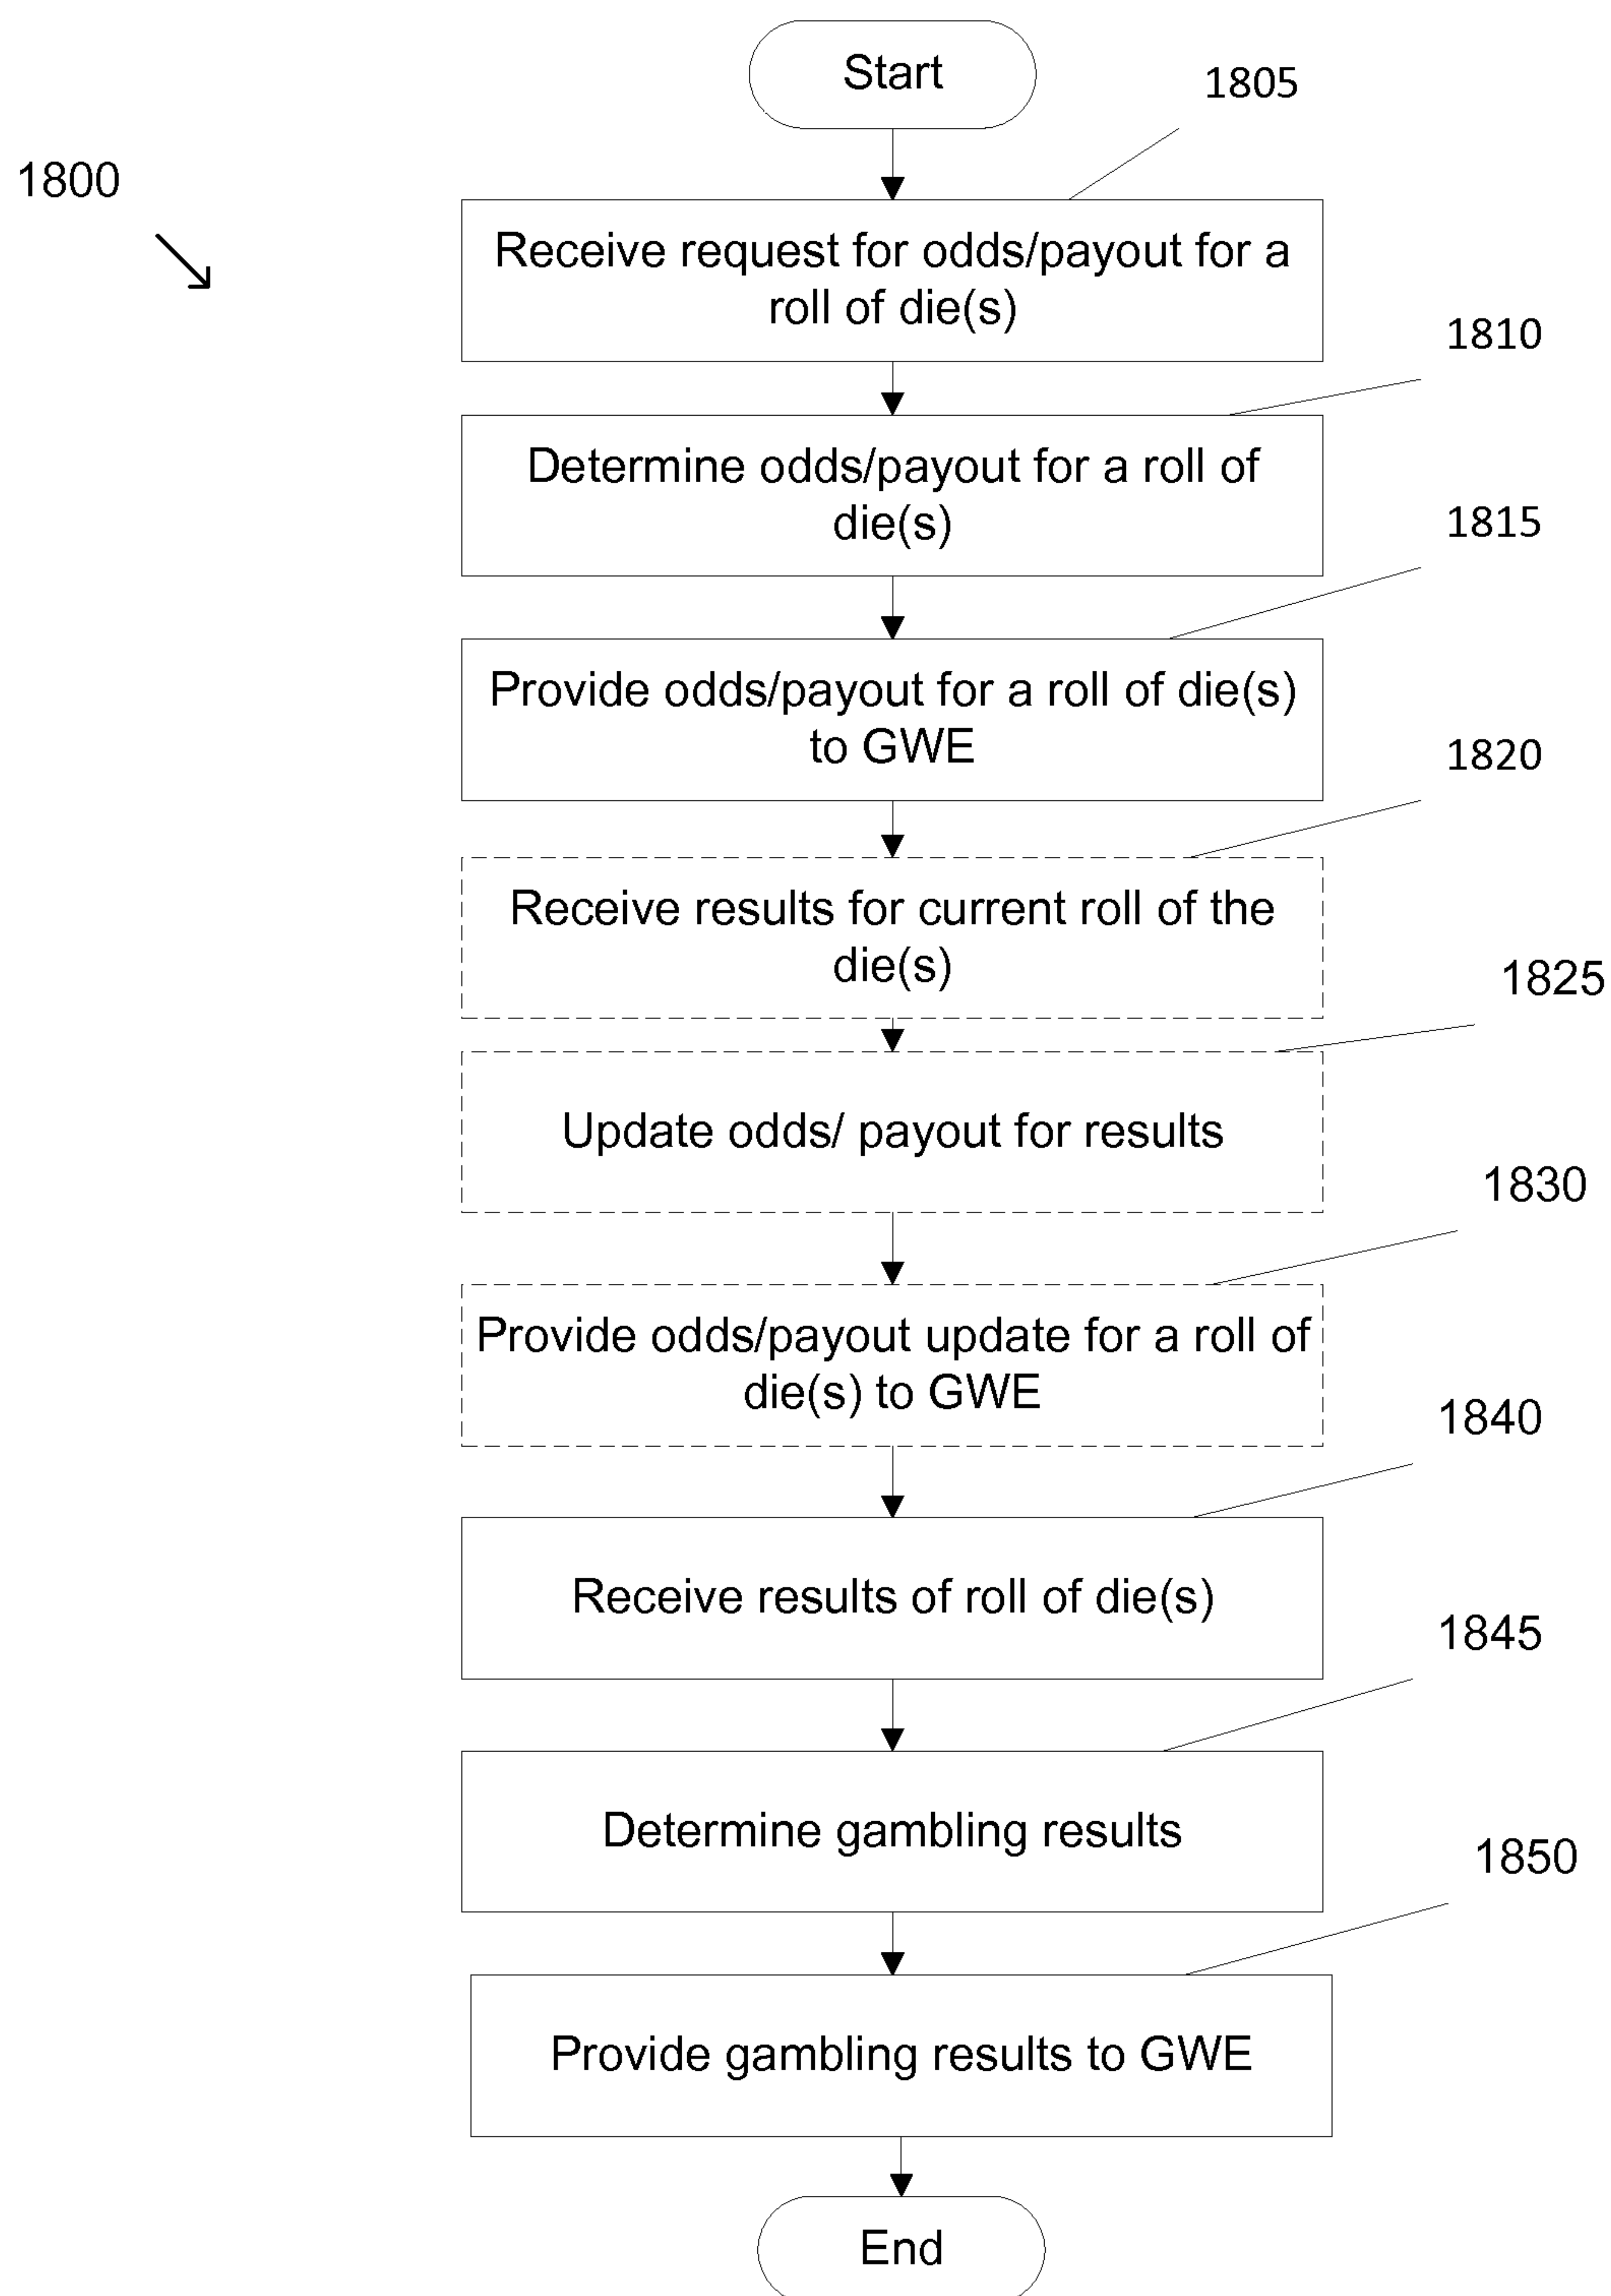 Start
1805
1800
Receive request for odds/payout for a
roll of die(s)
1810
Determine odds/payout for a roll of
die(s)
1815
Provide odds/payout for a roll of die(s)
to GWE
1820
Receive results for current roll of the
die(s)
1825
Update odds/ payout for results
1830
Provide odds/payout update for a roll of
die(s) to GWE
1840
Receive results of roll of die(s)
1845
Determine gambling results
1850
Provide gambling results to GWE
End